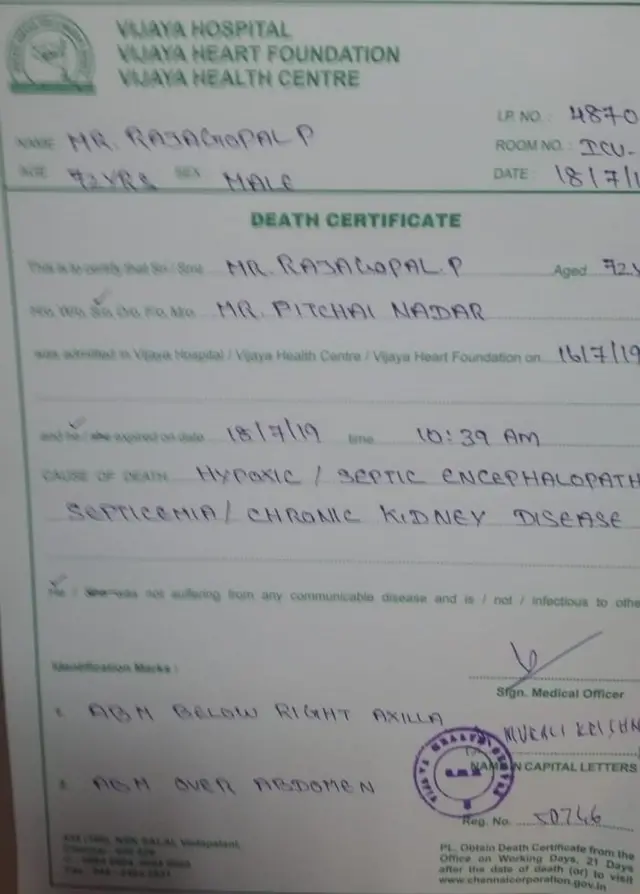 VIJAYA HOSPITAL
VIJAYA HEART FOUNDATION
VIJAYA HEALTH CENTRE
I.P. NO. : 4870
NAME MR. RAJAGOPAL P
ROOM NO. : ICU-
AGE 72 YRS SEX MALE
DATE : 18/7/1
DEATH CERTIFICATE
This is to certify that Sri / Smt MR. RAJAGOPAL. P Aged 72 Y
MR. PITCHAI NADAR
was admitted in Vijaya Hospital / Vijaya Health Centre / Vijaya Heart Foundation on 16/7/19
and he / she expired on date 18/7/19 time 10:39 AM
CAUSE OF DEATH HYPOXIC / SEPTIC ENCEPHALOPATH
SEPTICEMIA / CHRONIC KIDNEY DISEASE
He / She was not suffering from any communicable disease and is / not / infectious to othe
Sign. Medical Officer
Identification Marks :
1. ABM BELOW RIGHT AXILLA
MURALI KRISHN
NAME IN CAPITAL LETTERS
2. ABM OVER ABDOMEN
Reg. No. 50746
PL. Obtain Death Certificate from the
Office on Working Days, 21 Days
after the date of death (or) to visit
www.chennaicorporation.gov.in